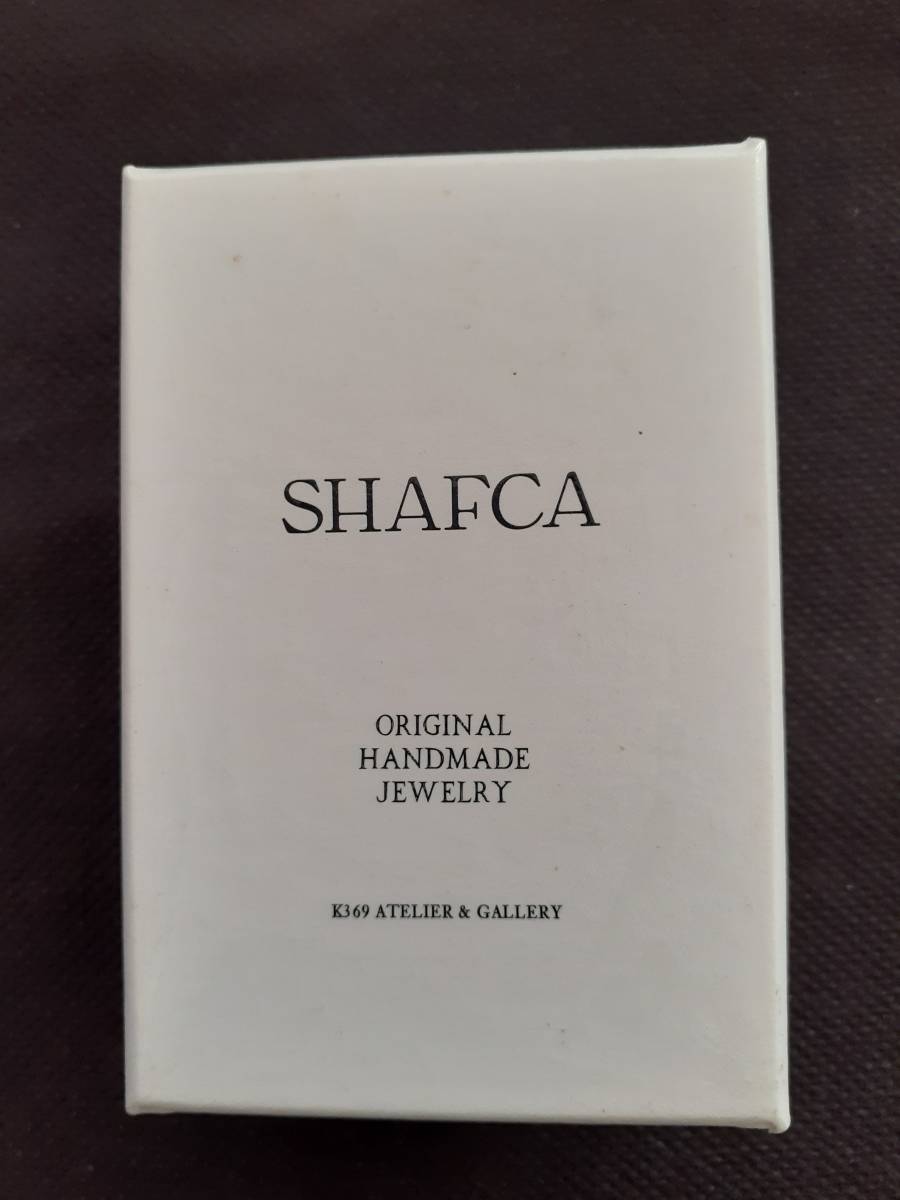 SHAFCA
ORIGINAL
HANDMADE
JEWELRY
K369 ATELIER & GALLERY